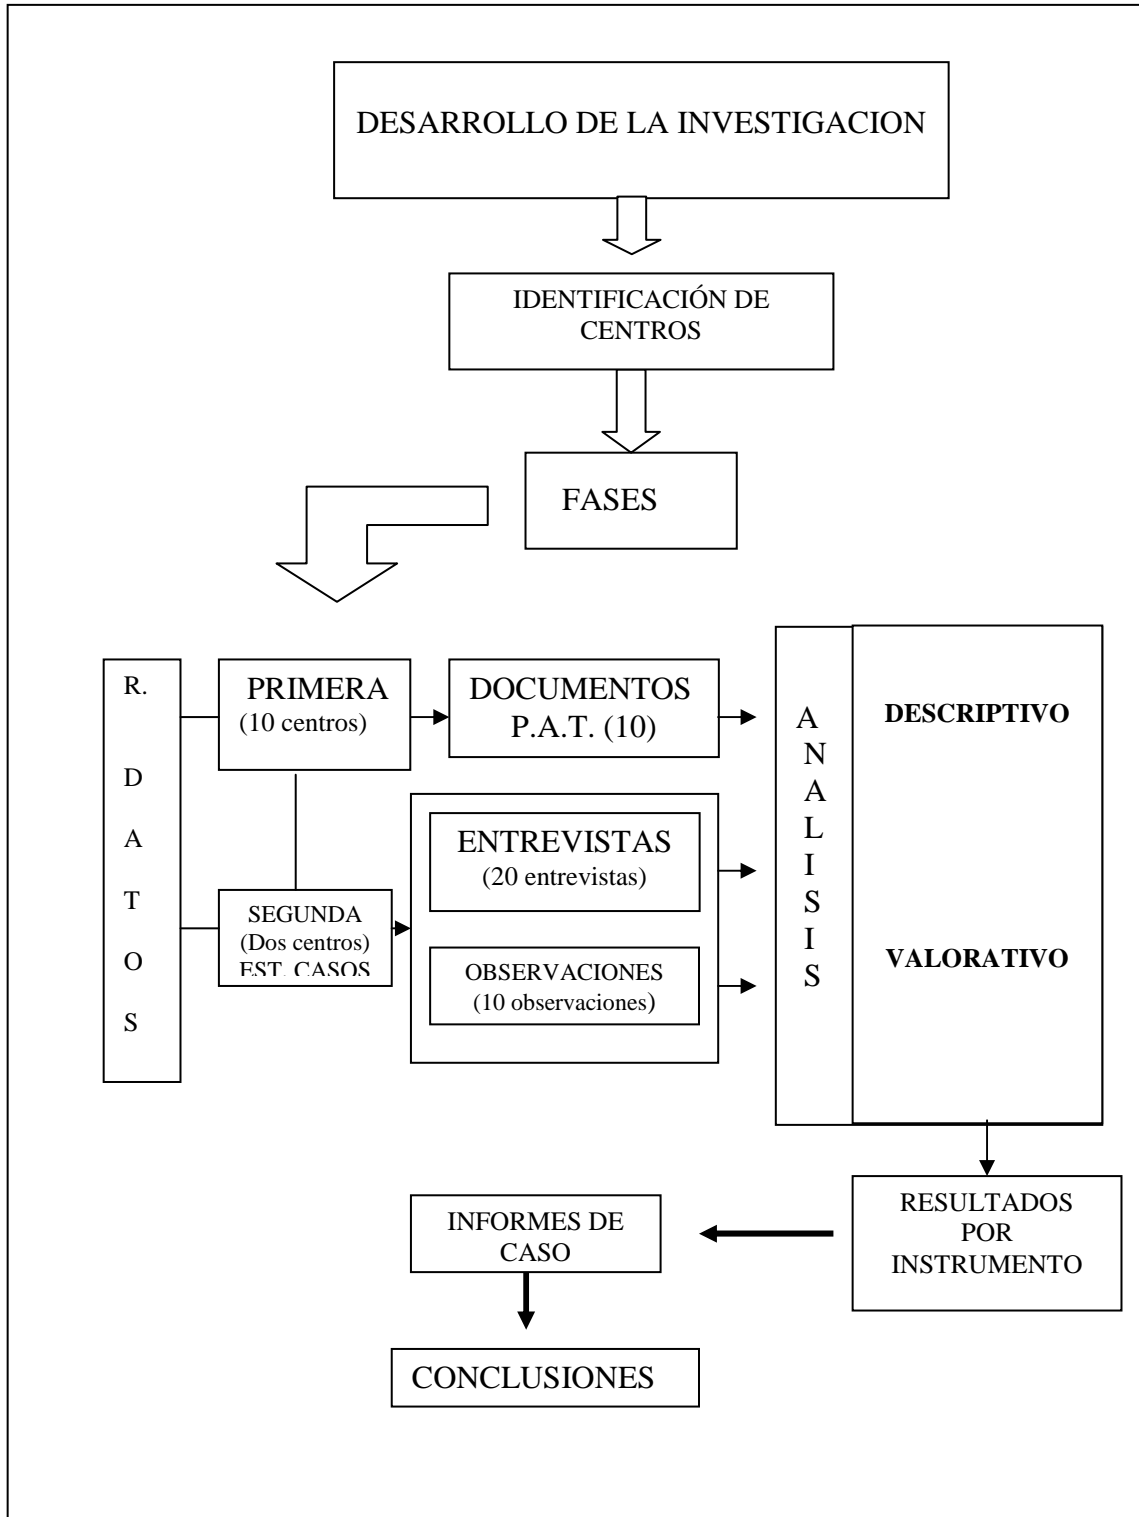 DESARROLLO DE LA INVESTIGACION
IDENTIFICACIÓN DE
CENTROS
FASES
R.
D
A
T
O
S
PRIMERA
(10 centros)
DOCUMENTOS
P.A.T. (10)
SEGUNDA
(Dos centros)
EST. CASOS
ENTREVISTAS
(20 entrevistas)
OBSERVACIONES
(10 observaciones)
A
N
A
L
I
S
I
S
DESCRIPTIVO
VALORATIVO
RESULTADOS
POR
INSTRUMENTO
INFORMES DE
CASO
CONCLUSIONES